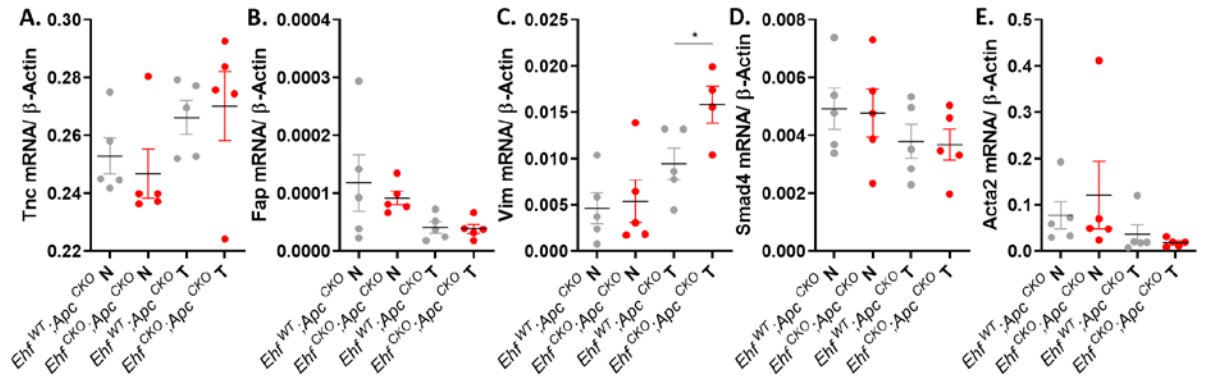 A.
Tnc mRNA/ β-Actin
0.30
0.28
0.26
0.24
0.22
Ehf WT ;Apc CKO N
Ehf CKO ;Apc CKO N
Ehf WT ;Apc CKO T
Ehf CKO ;Apc CKO T
B.
Fap mRNA/ β-Actin
0.0004
0.0003
0.0002
0.0001
0.0000
Ehf WT ;Apc CKO N
Ehf CKO ;Apc CKO N
Ehf WT ;Apc CKO T
Ehf CKO ;Apc CKO T
C.
Vim mRNA/ β-Actin
0.025
0.020
0.015
0.010
0.005
0.000
*
Ehf WT ;Apc CKO N
Ehf CKO ;Apc CKO N
Ehf WT ;Apc CKO T
Ehf CKO ;Apc CKO T
D.
Smad4 mRNA/ β-Actin
0.008
0.006
0.004
0.002
0.000
Ehf WT ;Apc CKO N
Ehf CKO ;Apc CKO N
Ehf WT ;Apc CKO T
Ehf CKO ;Apc CKO T
E.
Acta2 mRNA/ β-Actin
0.5
0.4
0.3
0.2
0.1
0.0
Ehf WT ;Apc CKO N
Ehf CKO ;Apc CKO N
Ehf WT ;Apc CKO T
Ehf CKO ;Apc CKO T